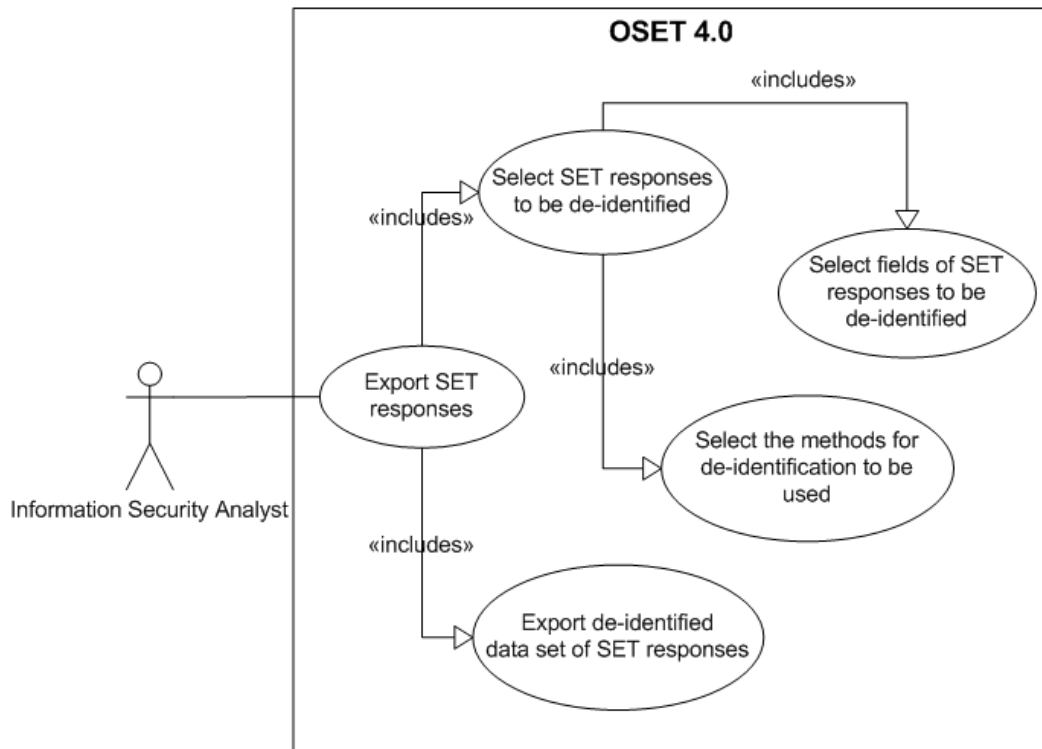 OSET 4.0
«includes»
Select SET responses
to be de-identified
«includes»
Select fields of SET
responses to be
de-identified
«includes»
Export SET
responses
Select the methods for
de-identification to be
used
Information Security Analyst
«includes»
Export de-identified
data set of SET responses